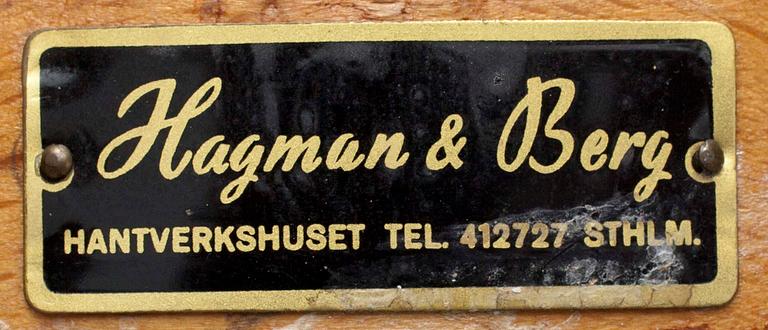 Hagman & Berg
HANTVERKSHUSET TEL. 412727 STHLM.